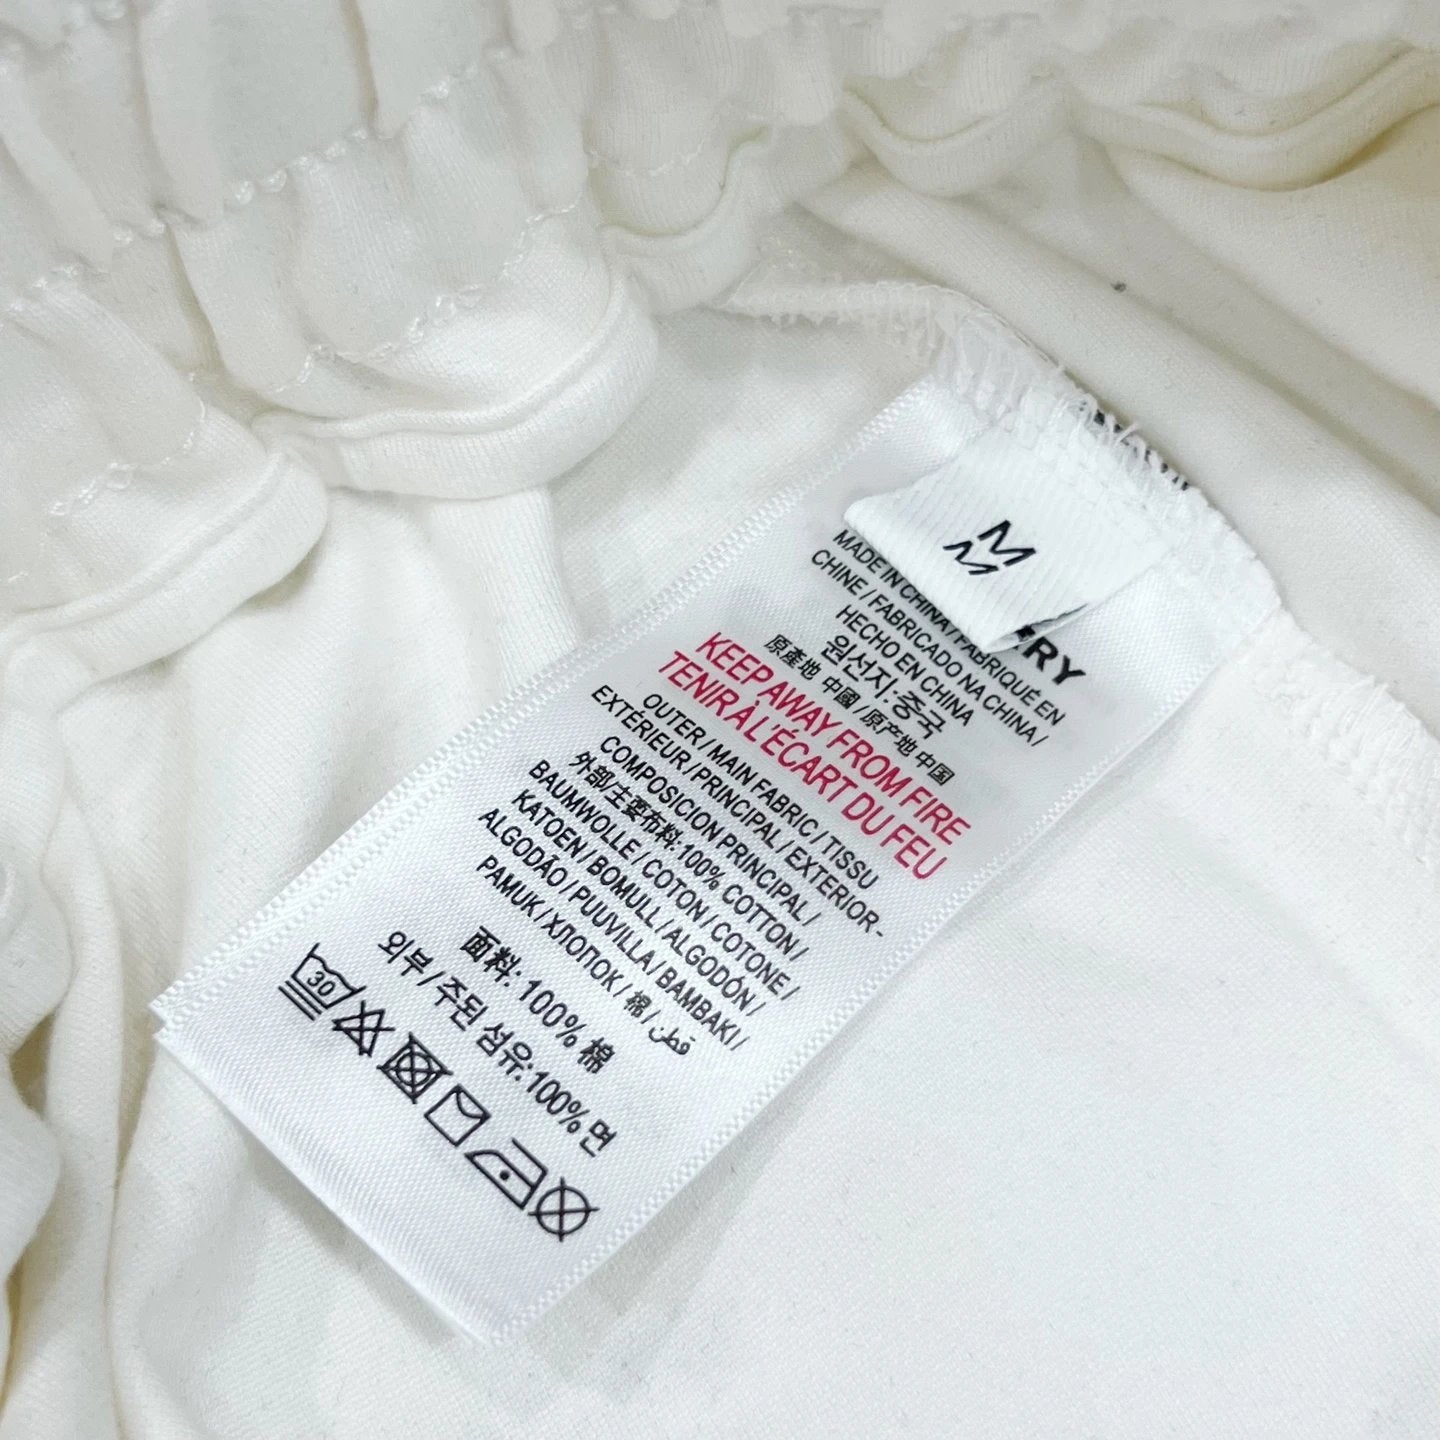 M
M
RY
MADE IN CHINA / FABRIQUÉ EN
CHINE / FABRICADO NA CHINA /
HECHO EN CHINA
원선지:중국
原產地 中國 / 原产地 中国
KEEP AWAY FROM FIRE
TENIR À L'ÉCART DU FEU
OUTER / MAIN FABRIC / TISSU
EXTÉRIEUR / PRINCIPAL / EXTERIOR -
COMPOSICION PRINCIPAL /
外部/主要布料:100% COTTON /
BAUMWOLLE / COTON / COTONE /
KATOEN / BOMULL / ALGODÓN /
ALGODÃO / PUUVILLA / BAMBAKI /
PAMUK / ХЛОПОК / 棉 / قطن
面料: 100% 棉
외부 / 주된 섬유:100% 면
30